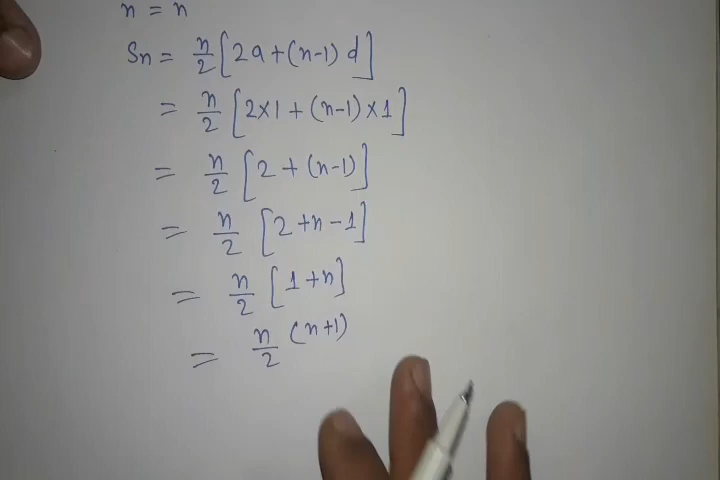 n = n
Sn = n/2 [2a+(n-1) d]
= n/2 [2×1 + (n-1) × 1]
= n/2 [2 + (n-1)]
= n/2 [2+n-1]
= n/2 [1+n]
= n/2 (n+1)